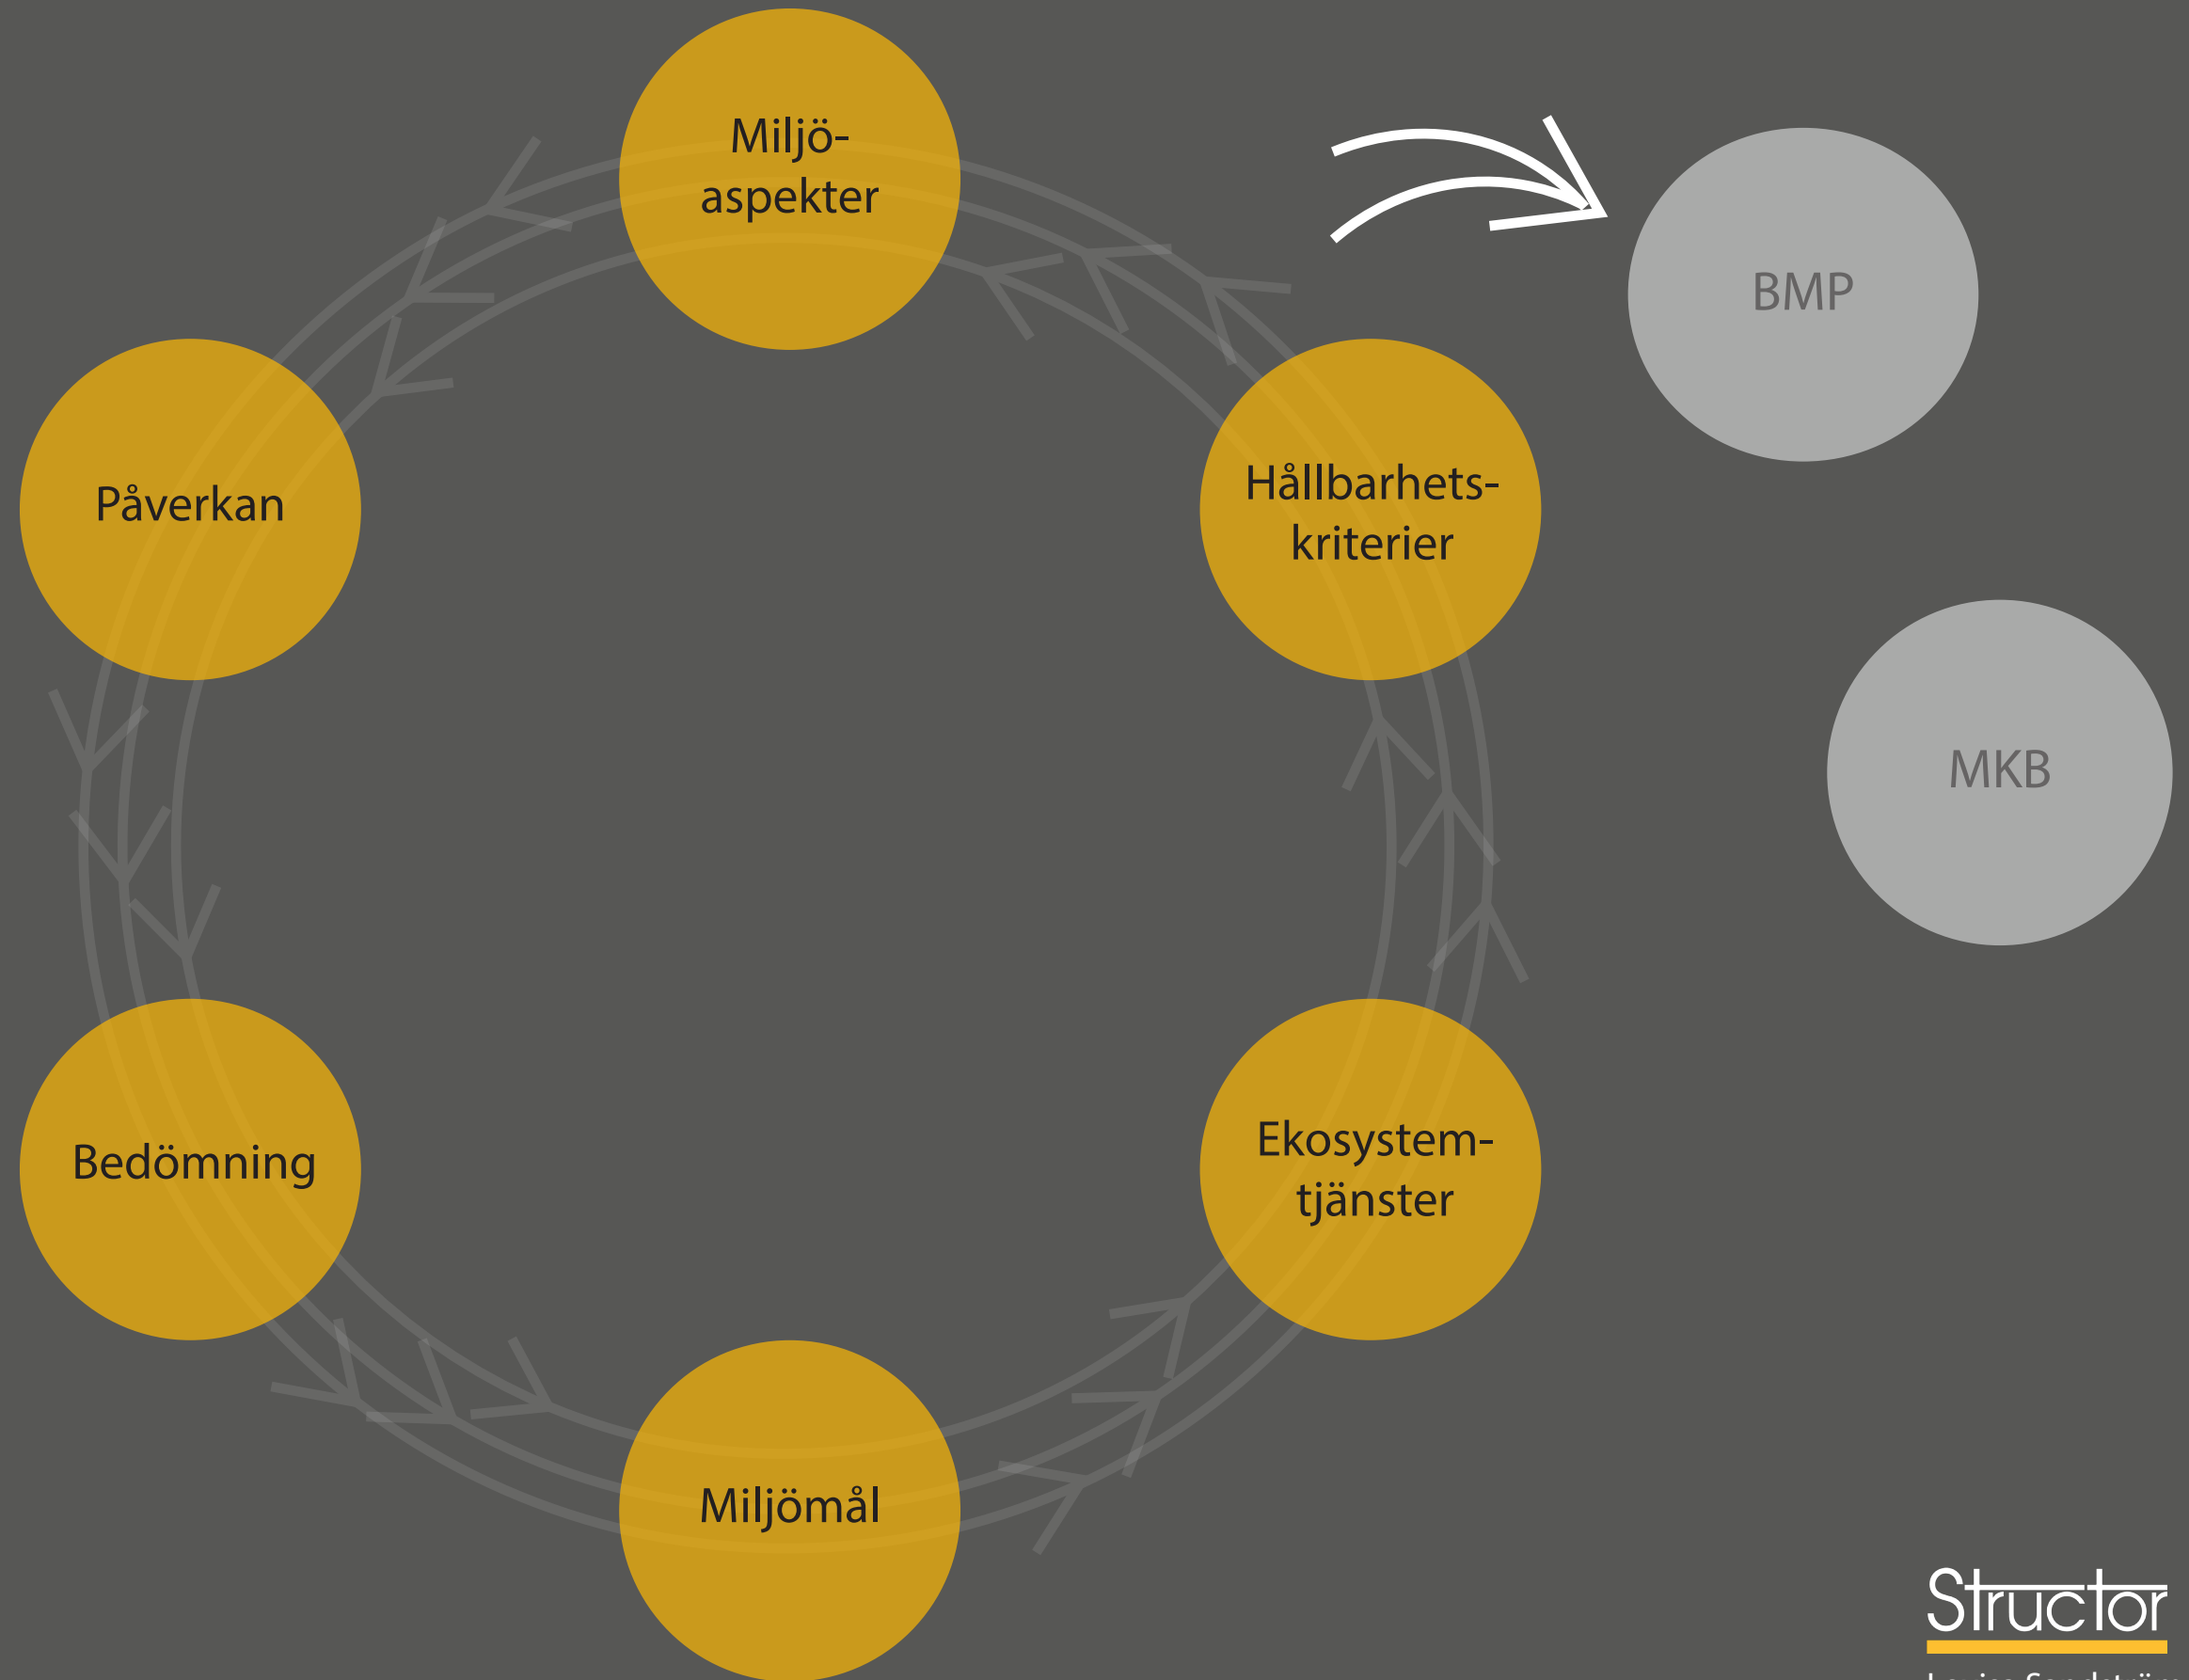 Miljö-
aspekter
BMP
Påverkan
Hållbarhets-
kriterier
MKB
Bedömning
Ekosystem-
tjänster
Miljömål
Structor